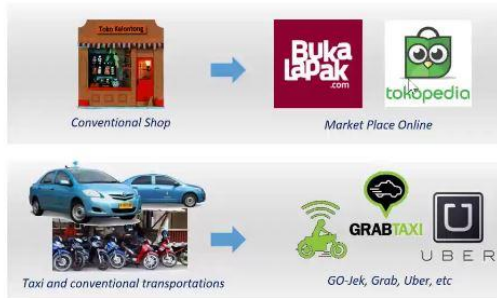 Toko Kelontong
Buka
Lapak
.com
tokopedia
Conventional Shop
Market Place Online
GRABTAXI
U
UBER
Taxi and conventional transportations
GO-Jek, Grab, Uber, etc